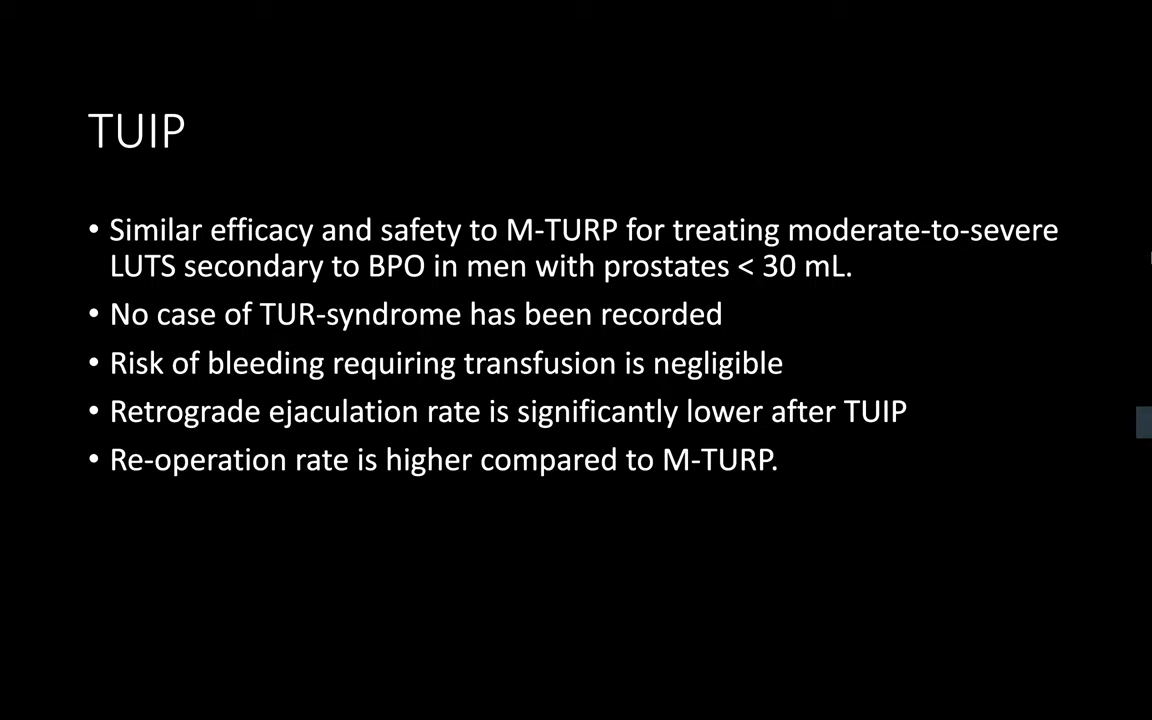 TUIP
• Similar efficacy and safety to M-TURP for treating moderate-to-severe
LUTS secondary to BPO in men with prostates < 30 mL.
• No case of TUR-syndrome has been recorded
• Risk of bleeding requiring transfusion is negligible
• Retrograde ejaculation rate is significantly lower after TUIP
• Re-operation rate is higher compared to M-TURP.